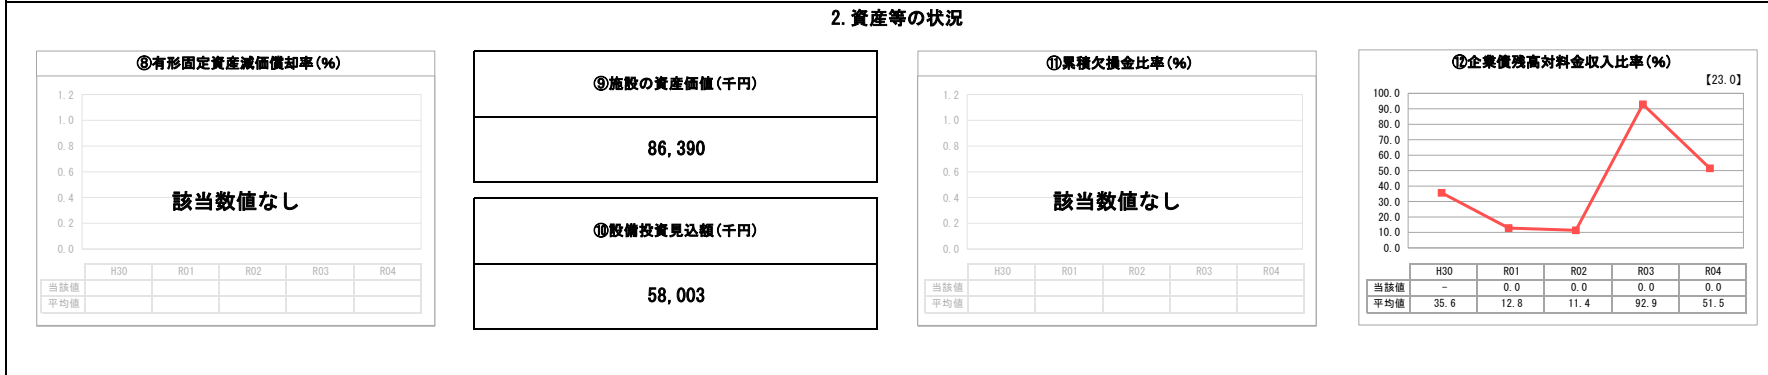 2.資産等の状況
⑧有形固定資産減価償却率(%)
1.2
1.0
0.8
0.6
0.4
0.2
0.0
該当数値なし
H30 R01 R02 R03 R04
当該値
平均値
⑨施設の資産価値(千円)
86,390
⑩設備投資見込額(千円)
58,003
⑪累積欠損金比率(%)
1.2
1.0
0.8
0.6
0.4
0.2
0.0
該当数値なし
H30 R01 R02 R03 R04
当該値
平均値
⑫企業債残高対料金収入比率(%)
【23.0】
100.0
90.0
80.0
70.0
60.0
50.0
40.0
30.0
20.0
10.0
0.0
H30 R01 R02 R03 R04
当該値 - 0.0 0.0 0.0 0.0
平均値 35.6 12.8 11.4 92.9 51.5